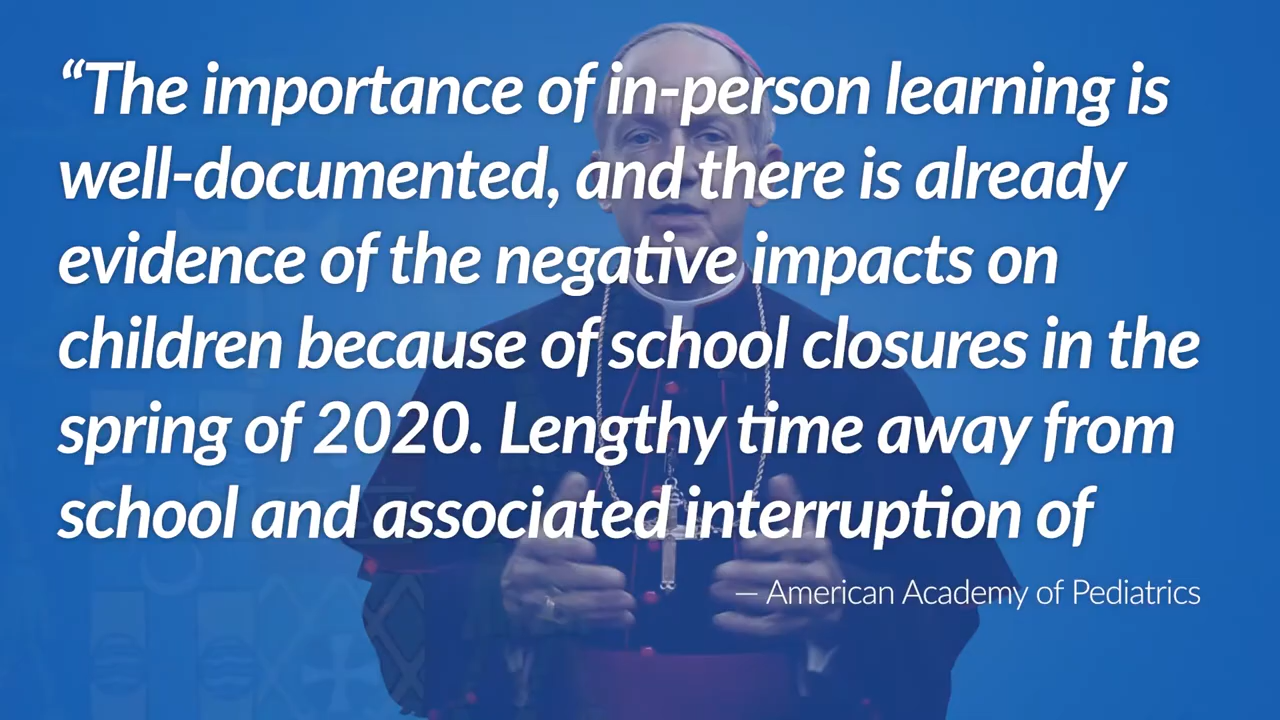 “The importance of in-person learning is
well-documented, and there is already
evidence of the negative impacts on
children because of school closures in the
spring of 2020. Lengthy time away from
school and associated interruption of
— American Academy of Pediatrics